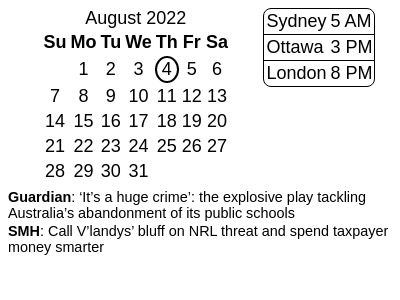 August 2022
Su Mo Tu We Th Fr Sa
1 2 3 4 5 6
7 8 9 10 11 12 13
14 15 16 17 18 19 20
21 22 23 24 25 26 27
28 29 30 31
Sydney 5 AM
Ottawa 3 PM
London 8 PM
Guardian: ‘It’s a huge crime’: the explosive play tackling
Australia’s abandonment of its public schools
SMH: Call V’landys’ bluff on NRL threat and spend taxpayer
money smarter